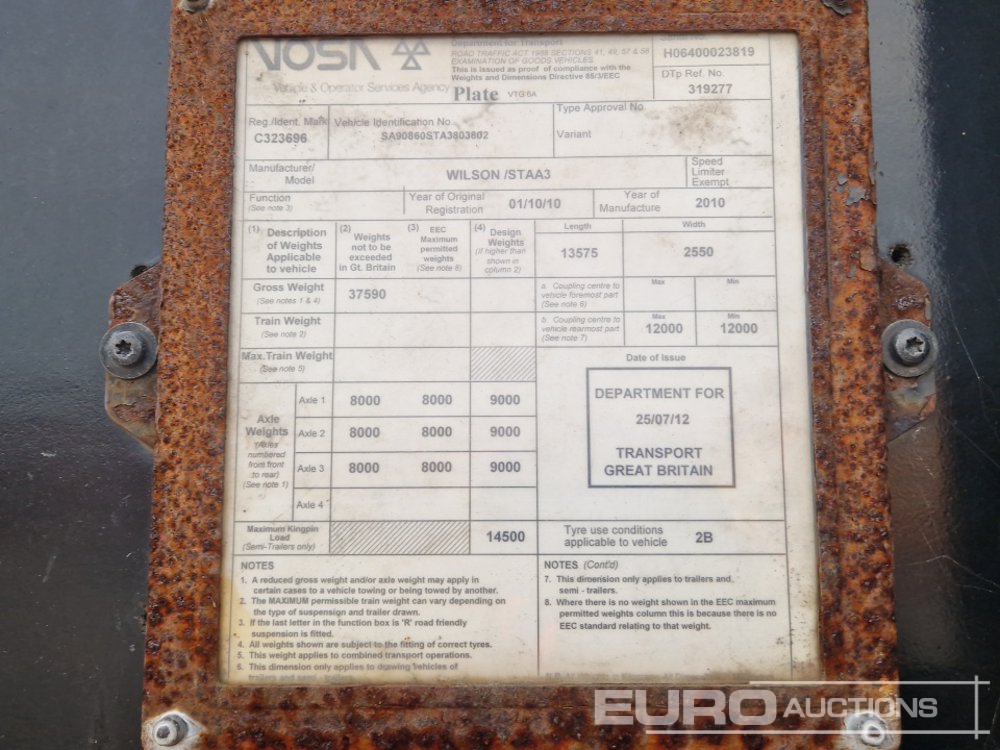 VOSA
Department for Transport
ROAD TRAFFIC ACT 1988 SECTIONS 41, 49, 57 & 58
EXAMINATION OF GOODS VEHICLES
This is issued as proof of compliance with the
Weights and Dimensions Directive 85/3/EEC
Vehicle & Operator Services Agency
Plate VTG 6A
Serial No.
H06400023819
DTp Ref. No.
319277
Reg./Ident. Mark
C323696
Vehicle Identification No.
SA90860STA3803802
Type Approval No.
Variant
Manufacturer/
Model
WILSON /STAA3
Speed
Limiter
Exempt
Function
(See note 3)
Year of Original
Registration
01/10/10
Year of
Manufacture
2010
(1) Description
of Weights
Applicable
to vehicle
(2) Weights
not to be
exceeded
in Gt. Britain
(3) EEC
Maximum
permitted
weights
(See note 8)
(4) Design
Weights
(if higher than
shown in
column 2)
Length
13575
Width
2550
Gross Weight
(See notes 1 & 4)
37590
a. Coupling centre to
vehicle foremost part
(See note 6)
Max
Min
Train Weight
(See note 2)
b. Coupling centre to
vehicle rearmost part
(See note 7)
Max
12000
Min
12000
Max.Train Weight
(See note 5)
Axle
Weights
(Axles
numbered
from front
to rear)
(See note 1)
Axle 1 8000 8000 9000
Axle 2 8000 8000 9000
Axle 3 8000 8000 9000
Axle 4
Date of Issue
DEPARTMENT FOR
25/07/12
TRANSPORT
GREAT BRITAIN
Maximum Kingpin
Load
(Semi-Trailers only)
14500
Tyre use conditions
applicable to vehicle
2B
NOTES
1. A reduced gross weight and/or axle weight may apply in
certain cases to a vehicle towing or being towed by another.
2. The MAXIMUM permissible train weight can vary depending on
the type of suspensign and trailer drawn.
3. If the last letter in the function box is 'R' road friendly
suspension is fitted.
4. All weights shown are subject to the fitting of correct tyres.
5. This weight applies to combined transport operations.
6. This dimension only applies to drawing vehicles of
trailers and semi - trailers.
NOTES (Cont'd)
7. This dimension only applies to trailers and
semi - trailers.
8. Where there is no weight shown in the EEC maximum
permitted weights column this is because there is no
EEC standard relating to that weight.
EURO AUCTIONS